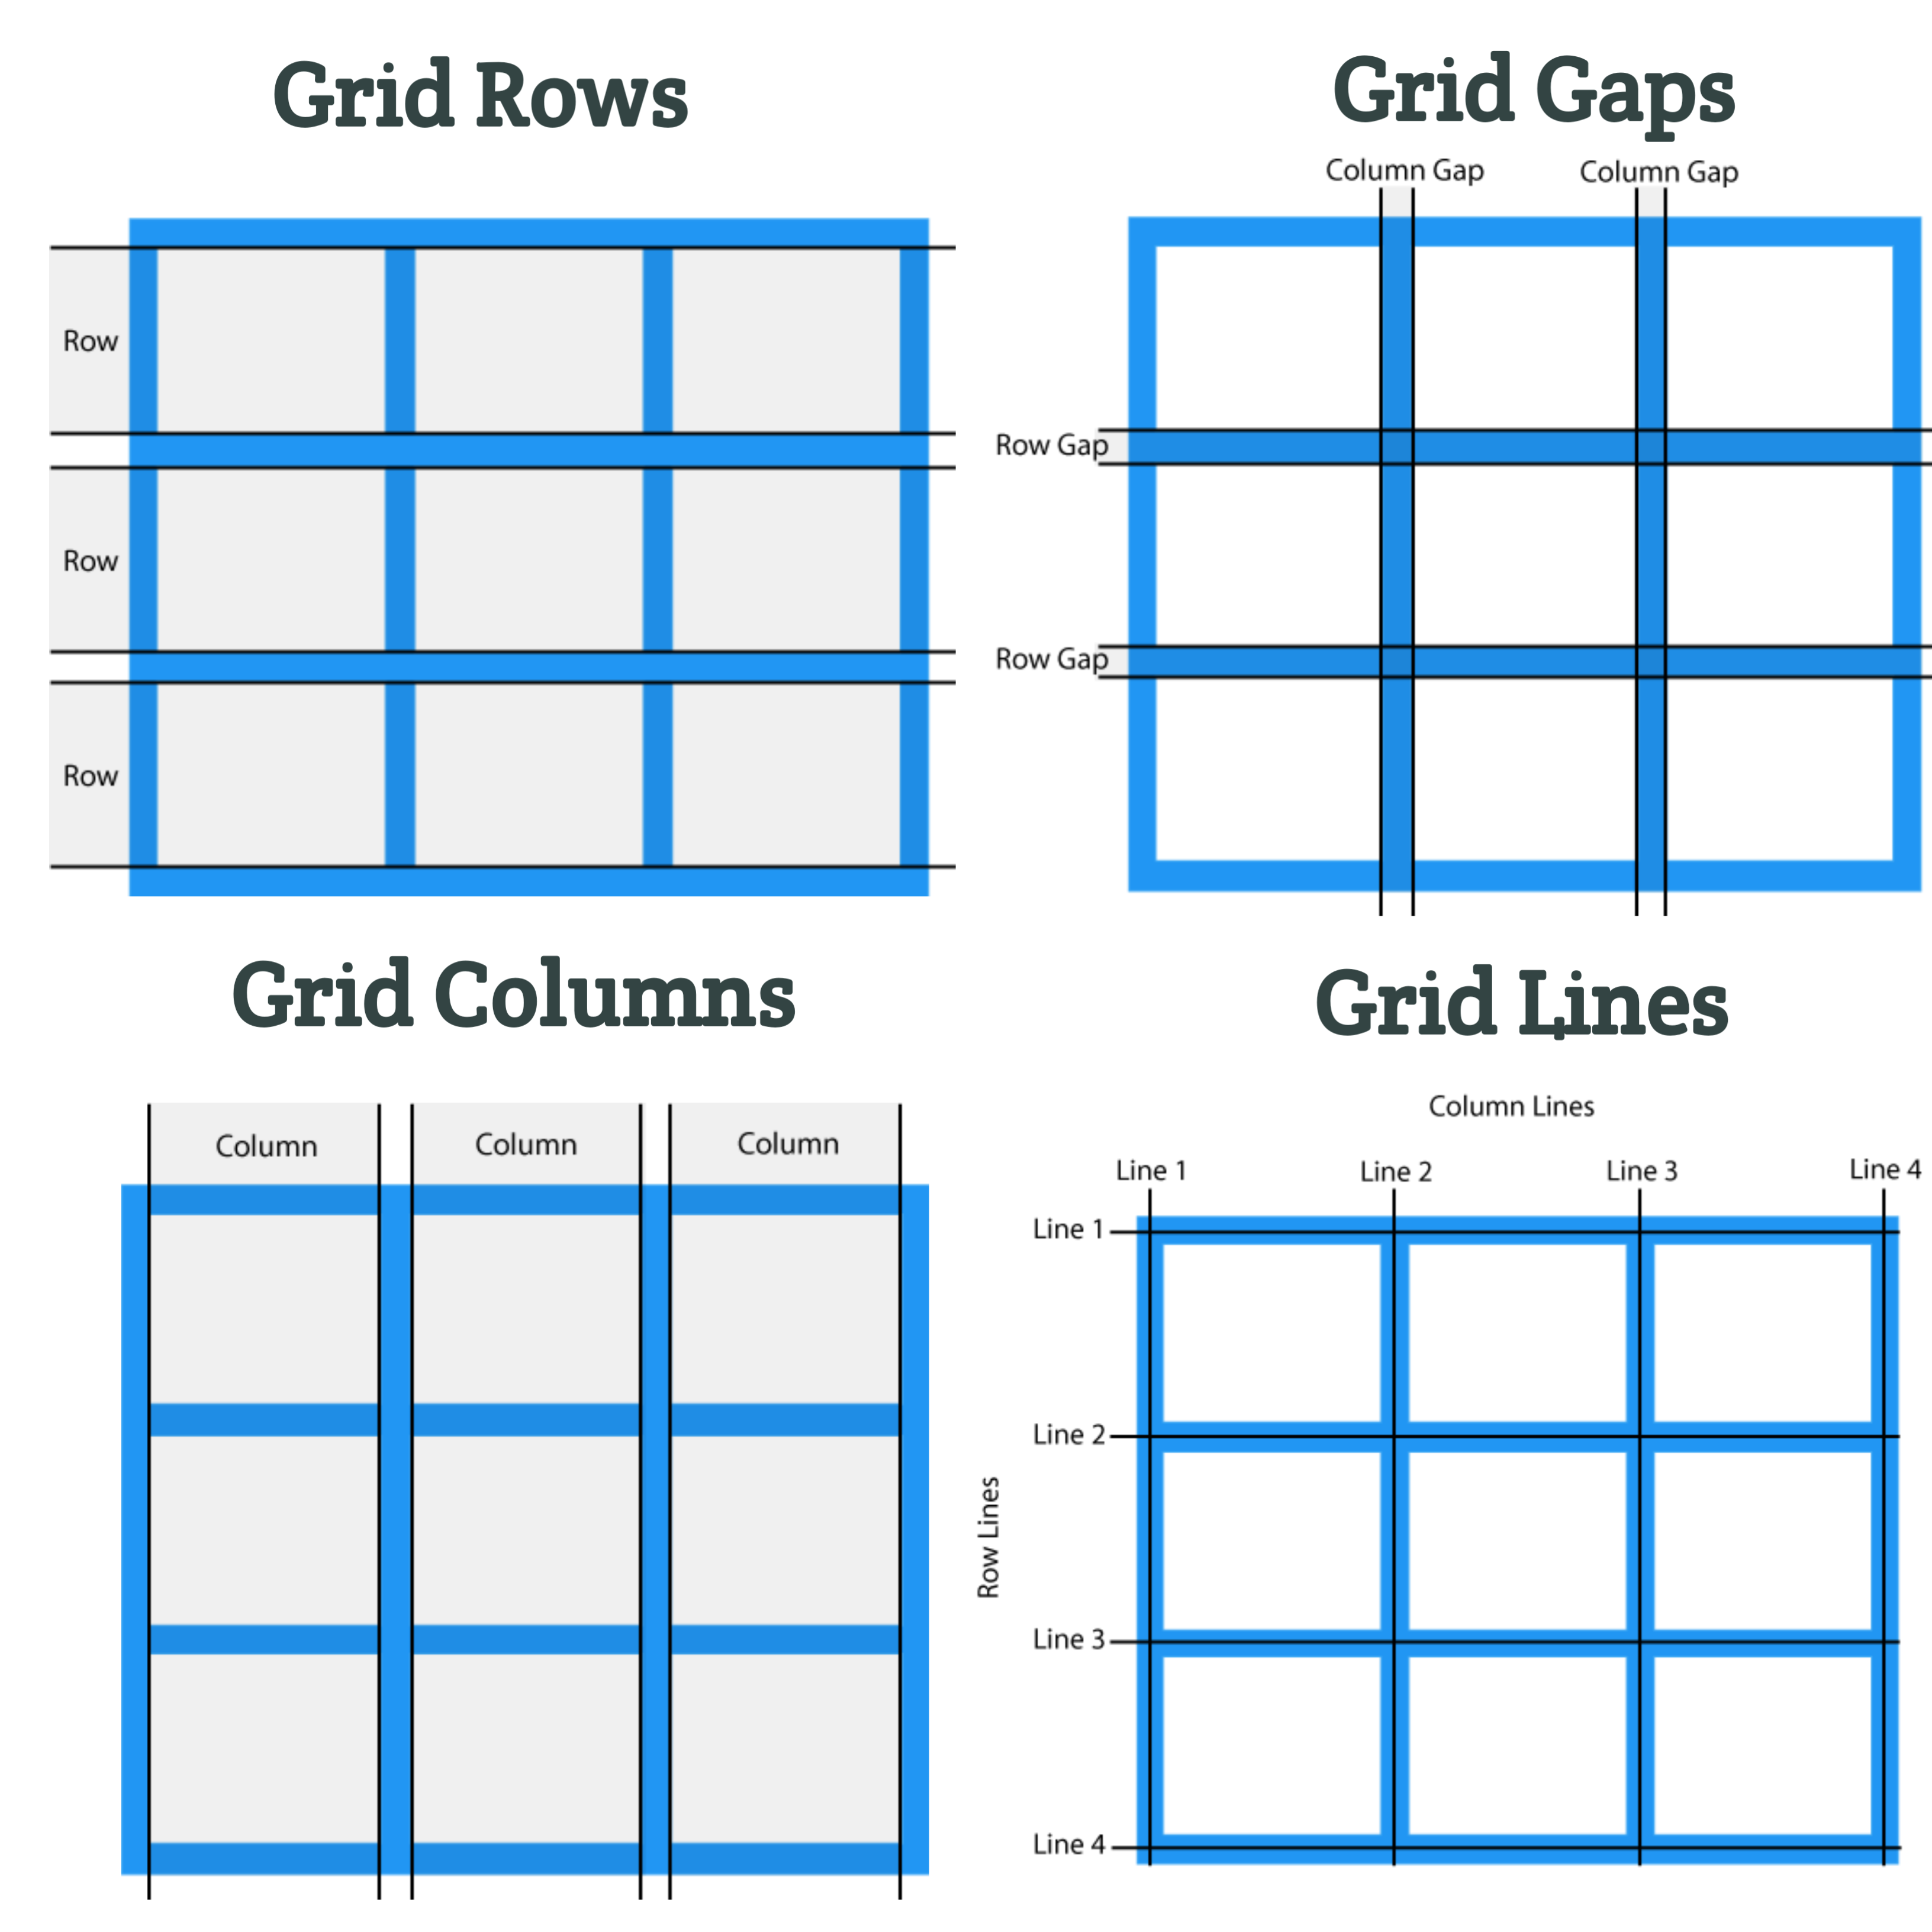 Grid Rows
Row
Row
Row
Grid Gaps
Column Gap Column Gap
Row Gap
Row Gap
Grid Columns
Column Column Column
Grid Lines
Column Lines
Line 1 Line 2 Line 3 Line 4
Row Lines
Line 1
Line 2
Line 3
Line 4